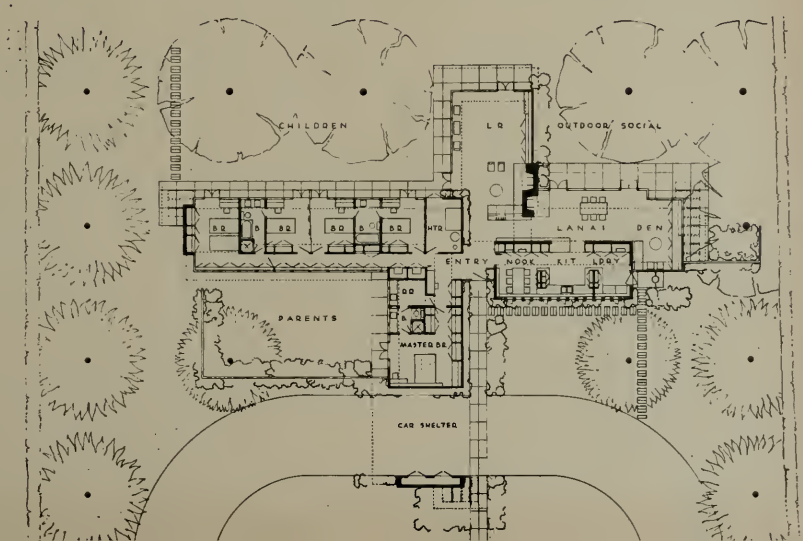 CHILDREN
L R
OUTDOOR SOCIAL
BR
B
BR
BR
B
BR
HTR
LANAI
DEN
ENTRY
NOOK
KIT
LDRY
DR
PARENTS
B
MASTER BR
CAR SHELTER